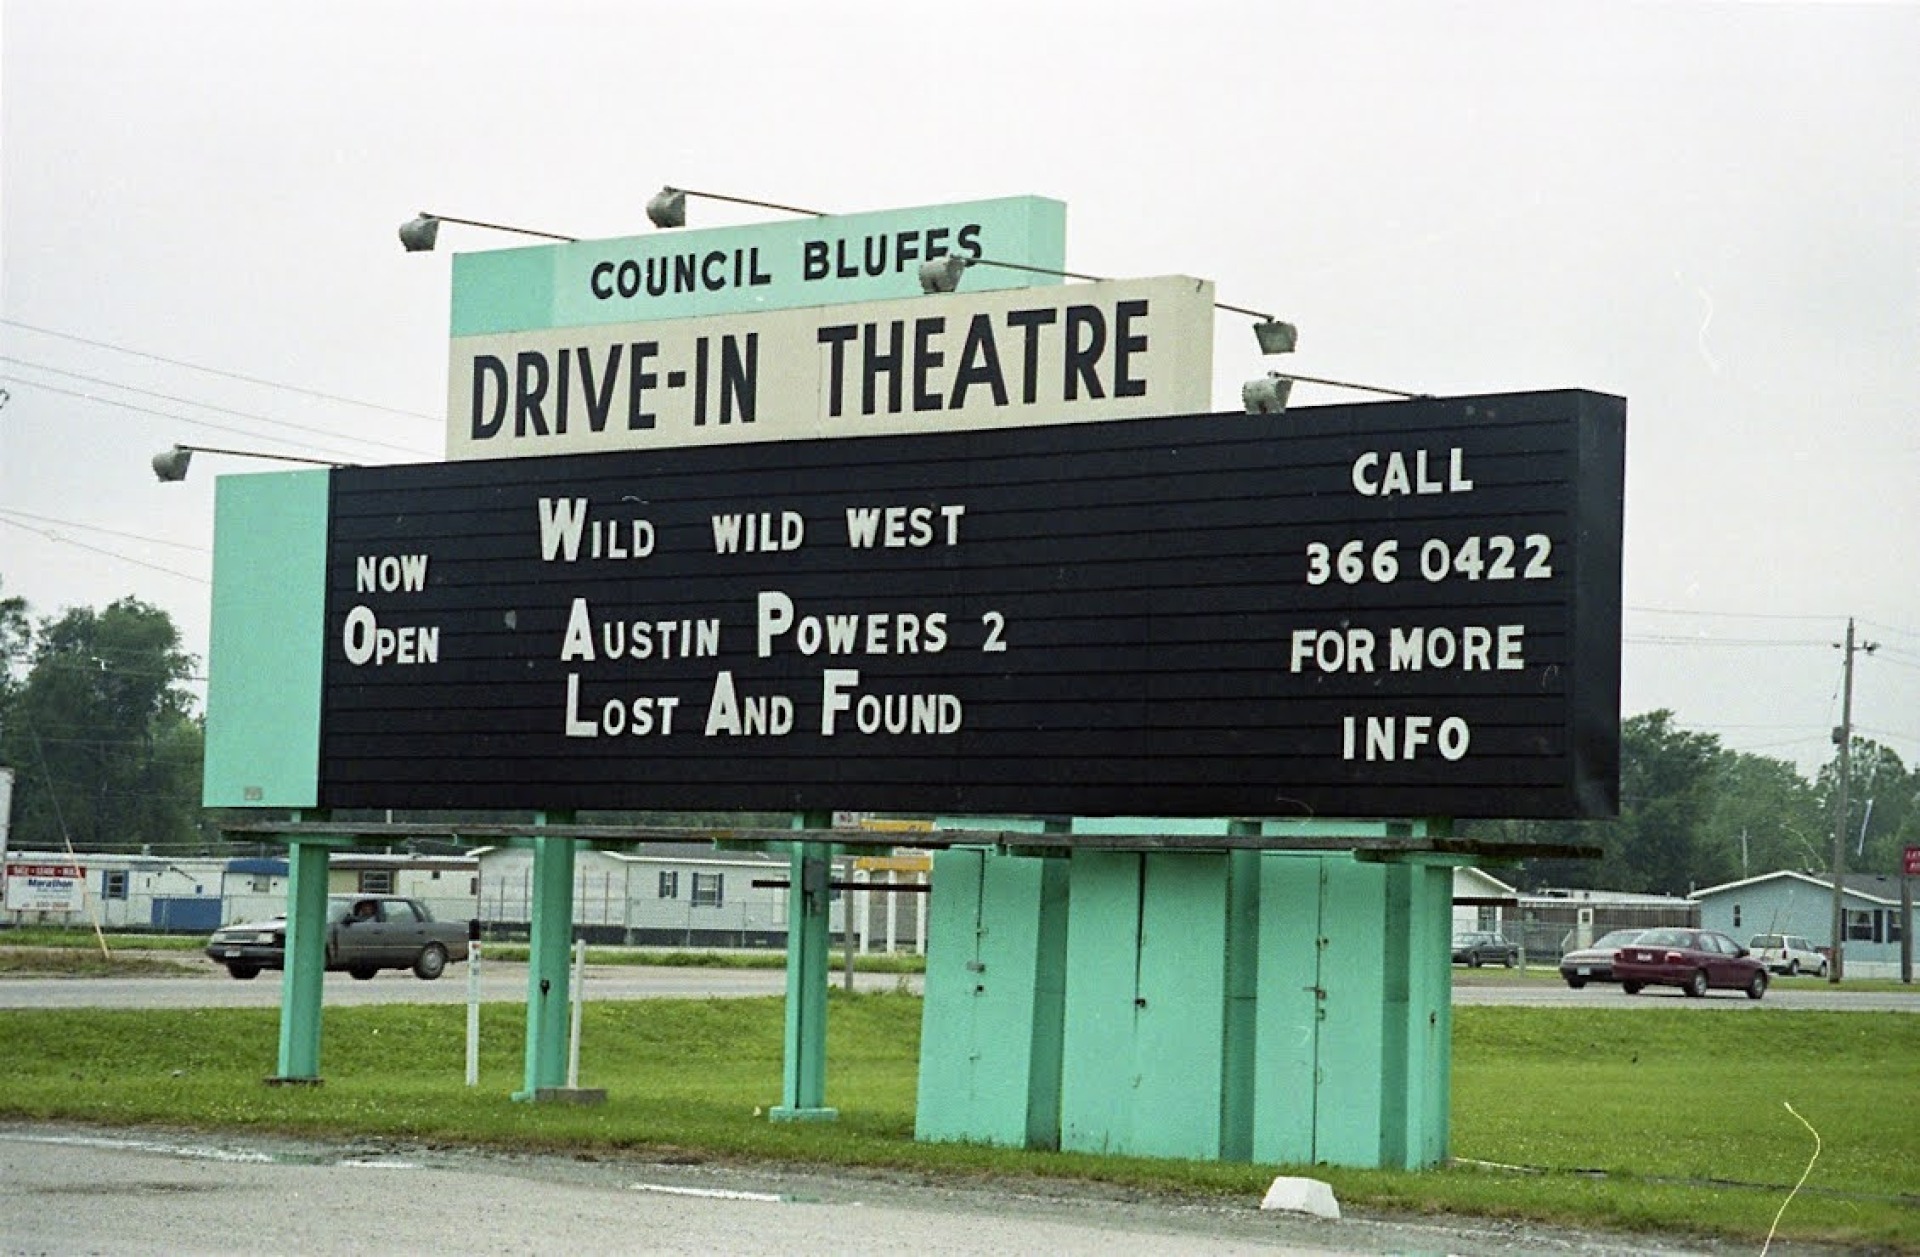 COUNCIL BLUFFS
DRIVE-IN THEATRE
NOW
OPEN
WILD WILD WEST
AUSTIN POWERS 2
LOST AND FOUND
CALL
366 0422
FOR MORE
INFO
Marathon